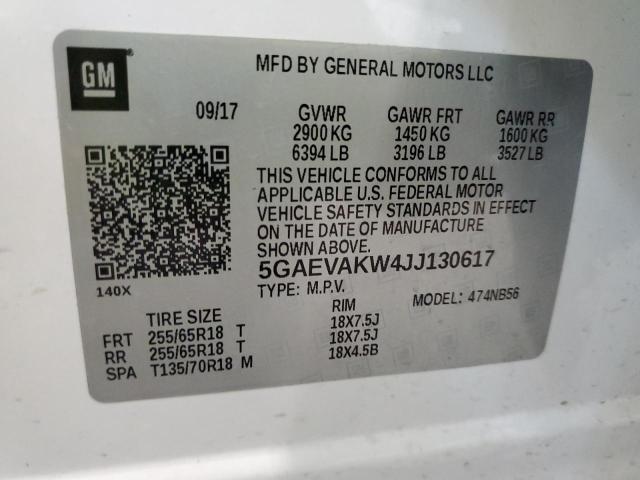 GM
MFD BY GENERAL MOTORS LLC
09/17 GVWR GAWR FRT GAWR RR
2900 KG 1450 KG 1600 KG
6394 LB 3196 LB 3527 LB
THIS VEHICLE CONFORMS TO ALL
APPLICABLE U.S. FEDERAL MOTOR
VEHICLE SAFETY STANDARDS IN EFFECT
ON THE DATE OF MANUFACTURE
SHOWN ABOVE.
5GAEVAKW4JJ130617
140X TYPE: M.P.V. MODEL: 474NB56
TIRE SIZE RIM
FRT 255/65R18 T 18X7.5J
RR 255/65R18 T 18X7.5J
SPA T135/70R18 M 18X4.5B